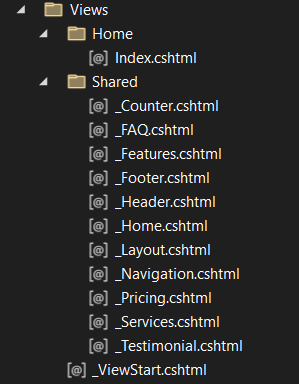 Views
Home
[@] Index.cshtml
Shared
[@] _Counter.cshtml
[@] _FAQ.cshtml
[@] _Features.cshtml
[@] _Footer.cshtml
[@] _Header.cshtml
[@] _Home.cshtml
[@] _Layout.cshtml
[@] _Navigation.cshtml
[@] _Pricing.cshtml
[@] _Services.cshtml
[@] _Testimonial.cshtml
[@] _ViewStart.cshtml